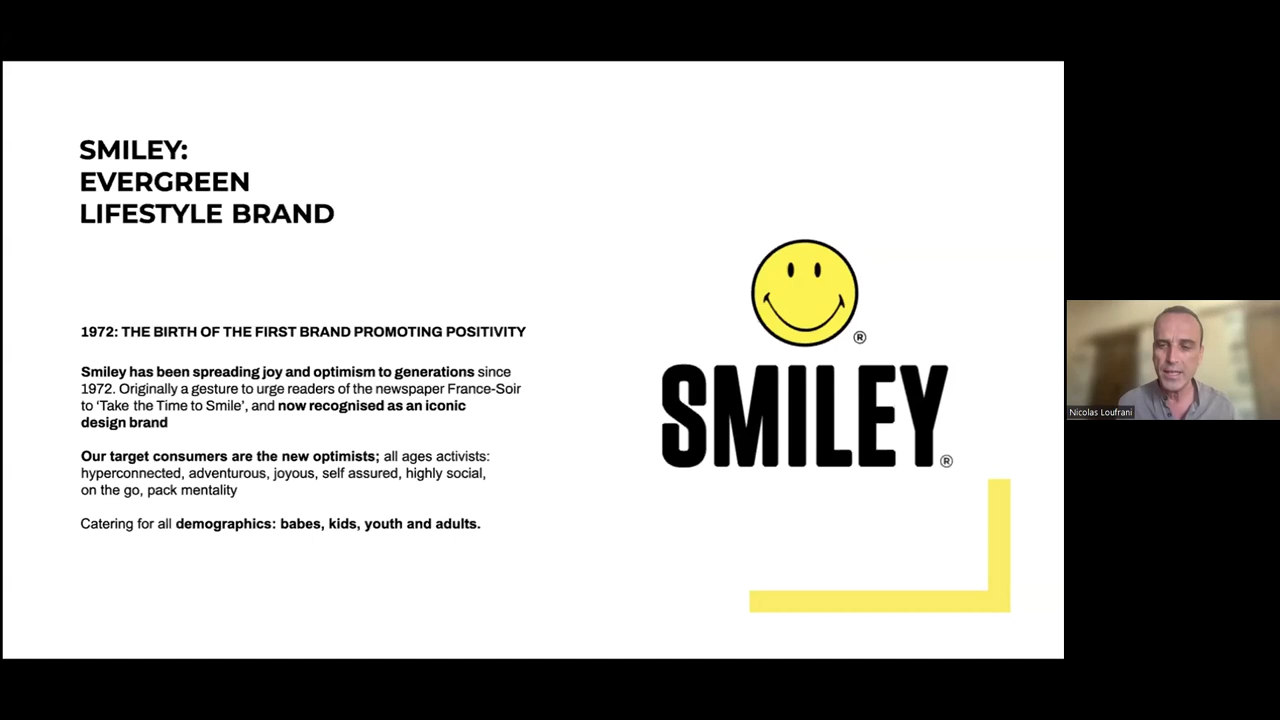 SMILEY:
EVERGREEN
LIFESTYLE BRAND
1972: THE BIRTH OF THE FIRST BRAND PROMOTING POSITIVITY
Smiley has been spreading joy and optimism to generations since
1972. Originally a gesture to urge readers of the newspaper France-Soir
to ‘Take the Time to Smile’, and now recognised as an iconic
design brand
Our target consumers are the new optimists; all ages activists:
hyperconnected, adventurous, joyous, self assured, highly social,
on the go, pack mentality
Catering for all demographics: babes, kids, youth and adults.
®
SMILEY®
Nicolas Loufrani